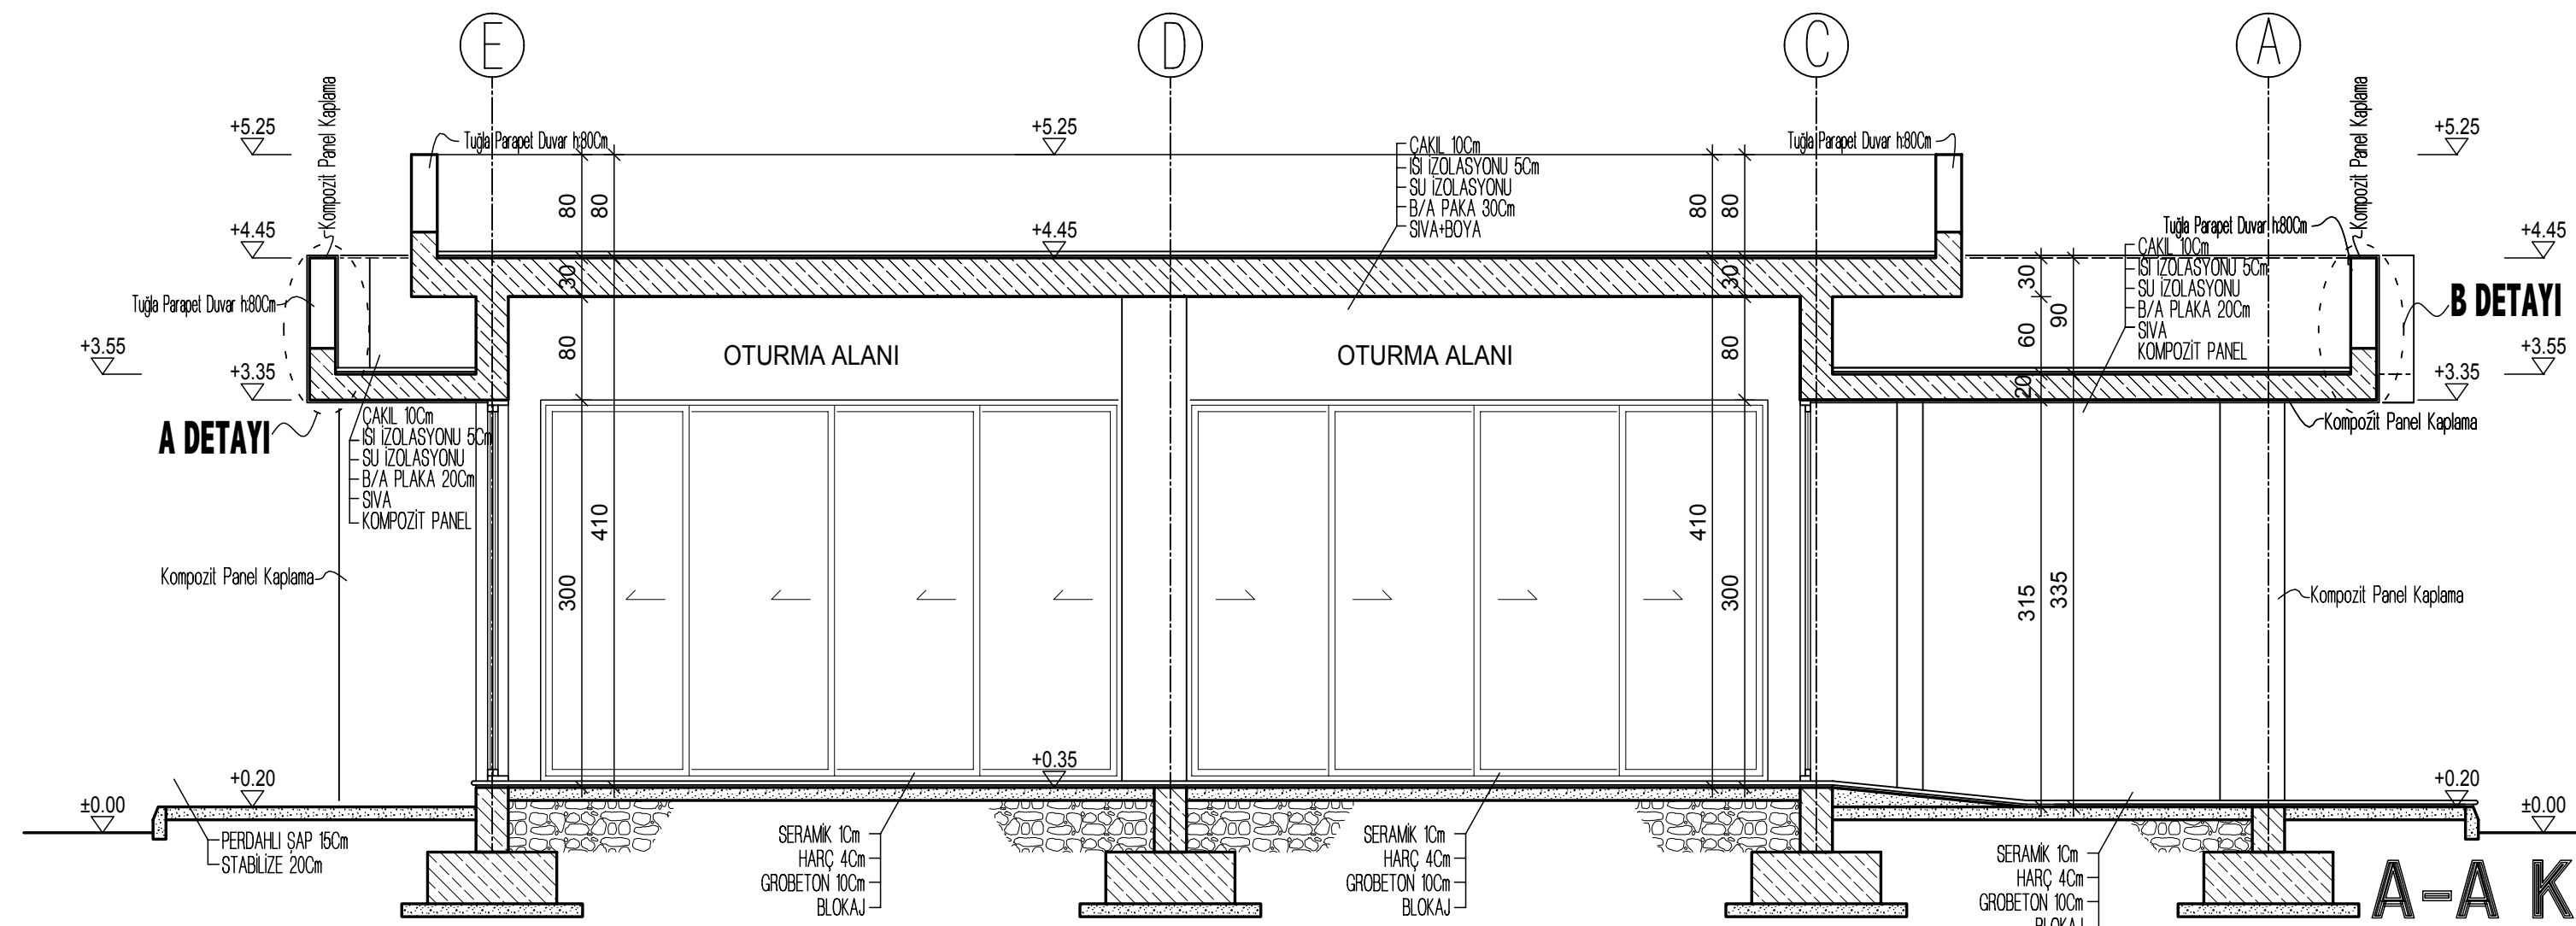 E
D
C
A
+5.25
Kompozit Panel Kaplama
Tuğla Parapet Duvar h:80Cm
+5.25
ÇAKIL 10Cm
ISI İZOLASYONU 5Cm
SU İZOLASYONU
B/A PAKA 30Cm
SIVA+BOYA
Tuğla Parapet Duvar h:80Cm
Kompozit Panel Kaplama
+5.25
80
80
80
80
+4.45
+4.45
Tuğla Parapet Duvar h:80Cm
+4.45
ÇAKIL 10Cm
ISI İZOLASYONU 5Cm
SU İZOLASYONU
B/A PLAKA 20Cm
SIVA
KOMPOZİT PANEL
30
30
30
60
90
20
Tuğla Parapet Duvar h:80Cm
B DETAYI
+3.55
+3.35
80
OTURMA ALANI
OTURMA ALANI
80
+3.55
+3.35
Kompozit Panel Kaplama
A DETAYI
ÇAKIL 10Cm
ISI İZOLASYONU 5Cm
SU İZOLASYONU
B/A PLAKA 20Cm
SIVA
KOMPOZİT PANEL
Kompozit Panel Kaplama
300
410
410
300
315
335
Kompozit Panel Kaplama
±0.00
+0.20
+0.35
+0.20
±0.00
PERDAHLI ŞAP 15Cm
STABİLİZE 20Cm
SERAMİK 1Cm
HARÇ 4Cm
GROBETON 10Cm
BLOKAJ
SERAMİK 1Cm
HARÇ 4Cm
GROBETON 10Cm
BLOKAJ
SERAMİK 1Cm
HARÇ 4Cm
GROBETON 10Cm
BLOKAJ
A-A K